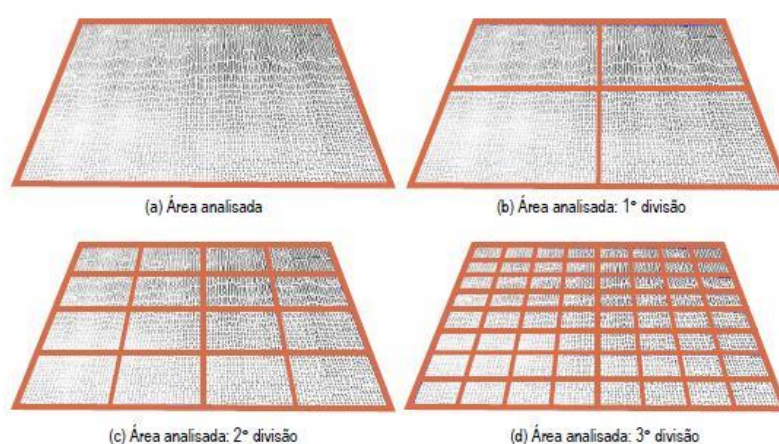 (a) Área analisada
(b) Área analisada: 1° divisão
(c) Área analisada: 2° divisão
(d) Área analisada: 3° divisão